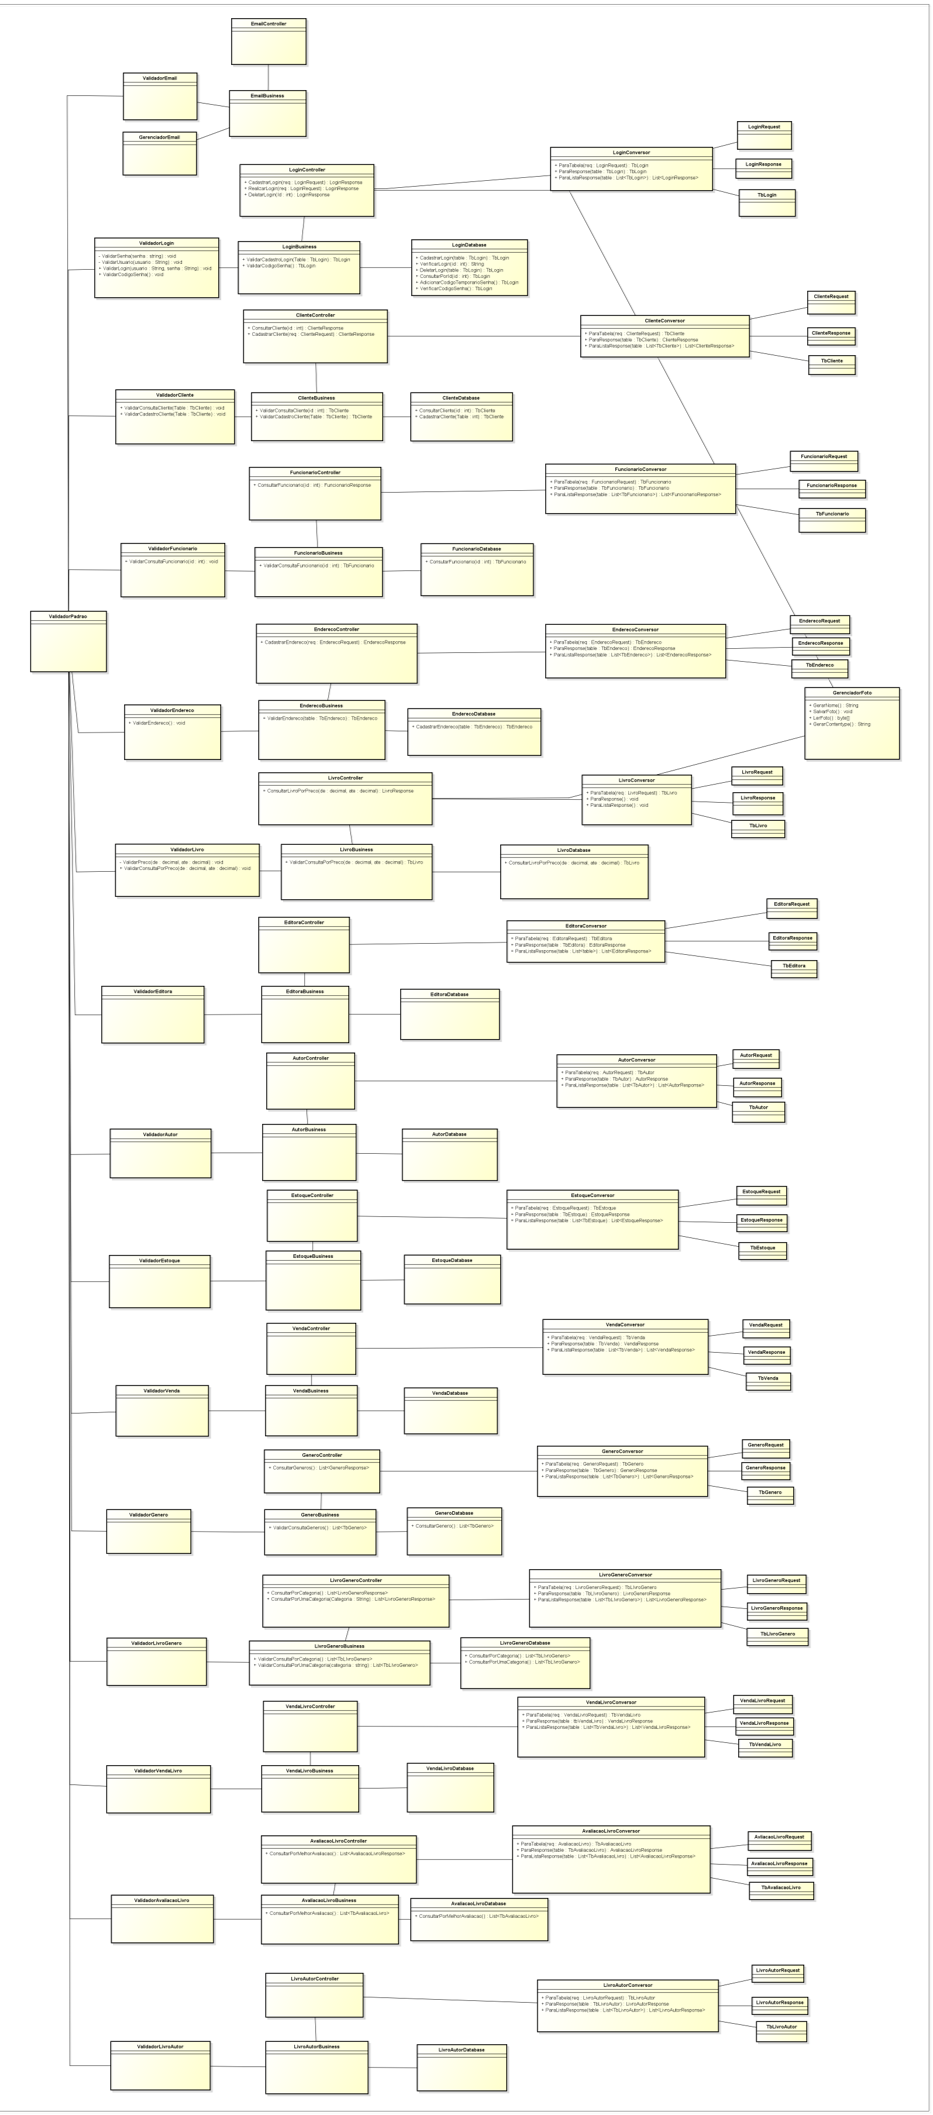 EmailController
ValidadorEmail
EmailBusiness
GerenciadorEmail
LoginController
+ CadastrarLogin(req : LoginRequest) : LoginResponse
+ RealizarLogin(req : LoginRequest) : LoginResponse
+ DeletarLogin(id : int) : LoginResponse
LoginConversor
+ ParaTabela(req : LoginRequest) : TbLogin
+ ParaResponse(table : TbLogin) : TbLogin
+ ParaListaResponse(table : List<TbLogin>) : List<LoginResponse>
LoginRequest
LoginResponse
TbLogin
ValidadorLogin
- ValidarSenha(senha : string) : void
- ValidarUsuario(usuario : String) : void
+ ValidarLogin(usuario : String, senha : String) : void
+ ValidarCodigoSenha() : void
LoginBusiness
+ ValidarCadastroLogin(Table : TbLogin) : TbLogin
+ ValidarCodigoSenha() : TbLogin
LoginDatabase
+ CadastrarLogin(table : TbLogin) : TbLogin
+ VerificarLogin(id : int) : String
+ DeletarLogin(table : TbLogin) : TbLogin
+ ConsultarPorId(id : int) : TbLogin
+ AdicionarCodigoTemporarioSenha() : TbLogin
+ VerificarCodigoSenha() : TbLogin
ClienteController
+ ConsultarCliente(id : int) : ClienteResponse
+ CadastrarCliente(req : ClienteRequest) : ClienteResponse
ClienteConversor
+ ParaTabela(req : ClienteRequest) : TbCliente
+ ParaResponse(table : TbCliente) : ClienteResponse
+ ParaListaResponse(table : List<TbCliente>) : List<ClienteResponse>
ClienteRequest
ClienteResponse
TbCliente
ValidadorCliente
+ ValidarConsultaCliente(Table : TbCliente) : void
+ ValidarCadastroCliente(Table : TbCliente) : void
ClienteBusiness
+ ValidarConsultaCliente(id : int) : TbCliente
+ ValidarCadastroCliente(Table : TbCliente) : TbCliente
ClienteDatabase
+ ConsultarCliente(id : int) : TbCliente
+ CadastrarCliente(Table : int) : TbCliente
FuncionarioController
+ ConsultarFuncionario(id : int) : FuncionarioResponse
FuncionarioConversor
+ ParaTabela(req : FuncionarioRequest) : TbFuncionario
+ ParaResponse(table : TbFuncionario) : TbFuncionario
+ ParaListaResponse(table : List<TbFuncionario>) : List<FuncionarioResponse>
FuncionarioRequest
FuncionarioResponse
TbFuncionario
ValidadorFuncionario
+ ValidarConsultaFuncionario(id : int) : void
FuncionarioBusiness
+ ValidarConsultaFuncionario(id : int) : TbFuncionario
FuncionarioDatabase
+ ConsultarFuncionario(id : int) : TbFuncionario
ValidadorPadrao
EnderecoController
+ CadastrarEndereco(req : EnderecoRequest) : EnderecoResponse
EnderecoConversor
+ ParaTabela(req : EnderecoRequest) : TbEndereco
+ ParaResponse(table : TbEndereco) : EnderecoResponse
+ ParaListaResponse(table : List<TbEndereco>) : List<EnderecoResponse>
EnderecoRequest
EnderecoResponse
TbEndereco
ValidadorEndereco
+ ValidarEndereco() : void
EnderecoBusiness
+ ValidarEndereco(table : TbEndereco) : TbEndereco
EnderecoDatabase
+ CadastrarEndereco(table : TbEndereco) : TbEndereco
GerenciadorFoto
+ GerarNome() : String
+ SalvarFoto() : void
+ LerFoto() : byte[]
+ GerarContentype() : String
LivroController
+ ConsultarLivroPorPreco(de : decimal, ate : decimal) : LivroResponse
LivroConversor
+ ParaTabela(req : LivroRequest) : TbLivro
+ ParaResponse() : void
+ ParaListaResponse() : void
LivroRequest
LivroResponse
TbLivro
ValidadorLivro
- ValidarPreco(de : decimal, ate : decimal) : void
+ ValidarConsultaPorPreco(de : decimal, ate : decimal) : void
LivroBusiness
+ ValidarConsultaPorPreco(de : decimal, ate : decimal) : TbLivro
LivroDatabase
+ ConsultarLivroPorPreco(de : decimal, ate : decimal) : TbLivro
EditoraController
EditoraConversor
+ ParaTabela(req : EditoraRequest) : TbEditora
+ ParaResponse(table : TbEditora) : EditoraResponse
+ ParaListaResponse(table : List<table>) : List<EditoraResponse>
EditoraRequest
EditoraResponse
TbEditora
ValidadorEditora
EditoraBusiness
EditoraDatabase
AutorController
AutorConversor
+ ParaTabela(req : AutorRequest) : TbAutor
+ ParaResponse(table : TbAutor) : AutorResponse
+ ParaListaResponse(table : List<TbAutor>) : List<AutorResponse>
AutorRequest
AutorResponse
TbAutor
ValidadorAutor
AutorBusiness
AutorDatabase
EstoqueController
EstoqueConversor
+ ParaTabela(req : EstoqueRequest) : TbEstoque
+ ParaResponse(table : TbEstoque) : EstoqueResponse
+ ParaListaResponse(table : List<TbEstoque) : List<EstoqueResponse>
EstoqueRequest
EstoqueResponse
TbEstoque
ValidadorEstoque
EstoqueBusiness
EstoqueDatabase
VendaController
VendaConversor
+ ParaTabela(req : VendaRequest) : TbVenda
+ ParaResponse(table : TbVenda) : VendaResponse
+ ParaListaResponse(table : List<TbVenda>) : List<VendaResponse>
VendaRequest
VendaResponse
TbVenda
ValidadorVenda
VendaBusiness
VendaDatabase
GeneroController
+ ConsultarGeneros() : List<GeneroResponse>
GeneroConversor
+ ParaTabela(req : GeneroRequest) : TbGenero
+ ParaResponse(table : TbGenero) : GeneroResponse
+ ParaListaResponse(table : List<TbGenero>) : List<GeneroResponse>
GeneroRequest
GeneroResponse
TbGenero
ValidadorGenero
GeneroBusiness
+ ValidarConsultaGeneros() : List<TbGenero>
GeneroDatabase
+ ConsultarGenero() : List<TbGenero>
LivroGeneroController
+ ConsultarPorCategoria() : List<LivroGeneroResponse>
+ ConsultarPorUmaCategoria(Categoria : String) : List<LivroGeneroResponse>
LivroGeneroConversor
+ ParaTabela(req : LivroGeneroRequest) : TbLivroGenero
+ ParaResponse(table : TbLivroGenero) : LivroGeneroResponse
+ ParaListaResponse(table : List<TbLivroGenero>) : List<LivroGeneroResponse>
LivroGeneroRequest
LivroGeneroResponse
TbLivroGenero
ValidadorLivroGenero
LivroGeneroBusiness
+ ValidarConsultaPorCategoria() : List<TbLivroGenero>
+ ValidarConsultaPorUmaCategoria(categoria : string) : List<TbLivroGenero>
LivroGeneroDatabase
+ ConsultarPorCategoria() : List<TbLivroGenero>
+ ConsultarPorUmaCategoria() : List<TbLivroGenero>
VendaLivroController
VendaLivroConversor
+ ParaTabela(req : VendaLivroRequest) : TbVendaLivro
+ ParaResponse(table : tbVendaLivro) : VendaLivroResponse
+ ParaListaResponse(table : List<TbVendaLivro>) : List<VendaLivroResponse>
VendaLivroRequest
VendaLivroResponse
TbVendaLivro
ValidadorVendaLivro
VendaLivroBusiness
VendaLivroDatabase
AvaliacaoLivroController
+ ConsultarPorMelhorAvaliacao() : List<AvaliacaoLivroResponse>
AvaliacaoLivroConversor
+ ParaTabela(req : AvaliacaoLivro) : TbAvaliacaoLivro
+ ParaResponse(table : TbAvaliacaoLivro) : AvaliacaoLivroResponse
+ ParaListaResponse(table : List<TbAvaliacaoLivro) : List<AvaliacaoLivroResponse>
AvliacaoLivroRequest
AvaliacaoLivroResponse
TbAvaliacaoLivro
ValidadorAvaliacaoLivro
AvaliacaoLivroBusiness
+ ConsultarPorMelhorAvaliacao() : List<TbAvaliacaoLivro>
AvaliacaoLivroDatabase
+ ConsultarPorMelhorAvaliacao() : List<TbAvaliacaoLivro>
LivroAutorController
LivroAutorConversor
+ ParaTabela(req : LivroAutorRequest) : TbLivroAutor
+ ParaResponse(table : TbLivroAutor) : LivroAutorResponse
+ ParaListaResponse(table : List<TbLivroAutor>) : List<LivroAutorResponse>
LivroAutorRequest
LivroAutorResponse
TbLivroAutor
ValidadorLivroAutor
LivroAutorBusiness
LivroAutorDatabase